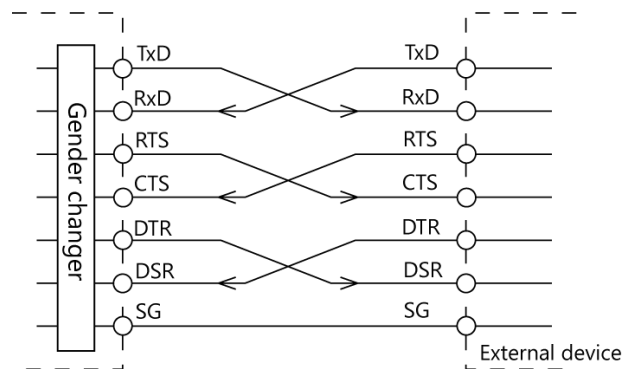 TxD TxD
RxD RxD
RTS RTS
CTS CTS
DTR DTR
DSR DSR
SG SG
Gender changer
External device